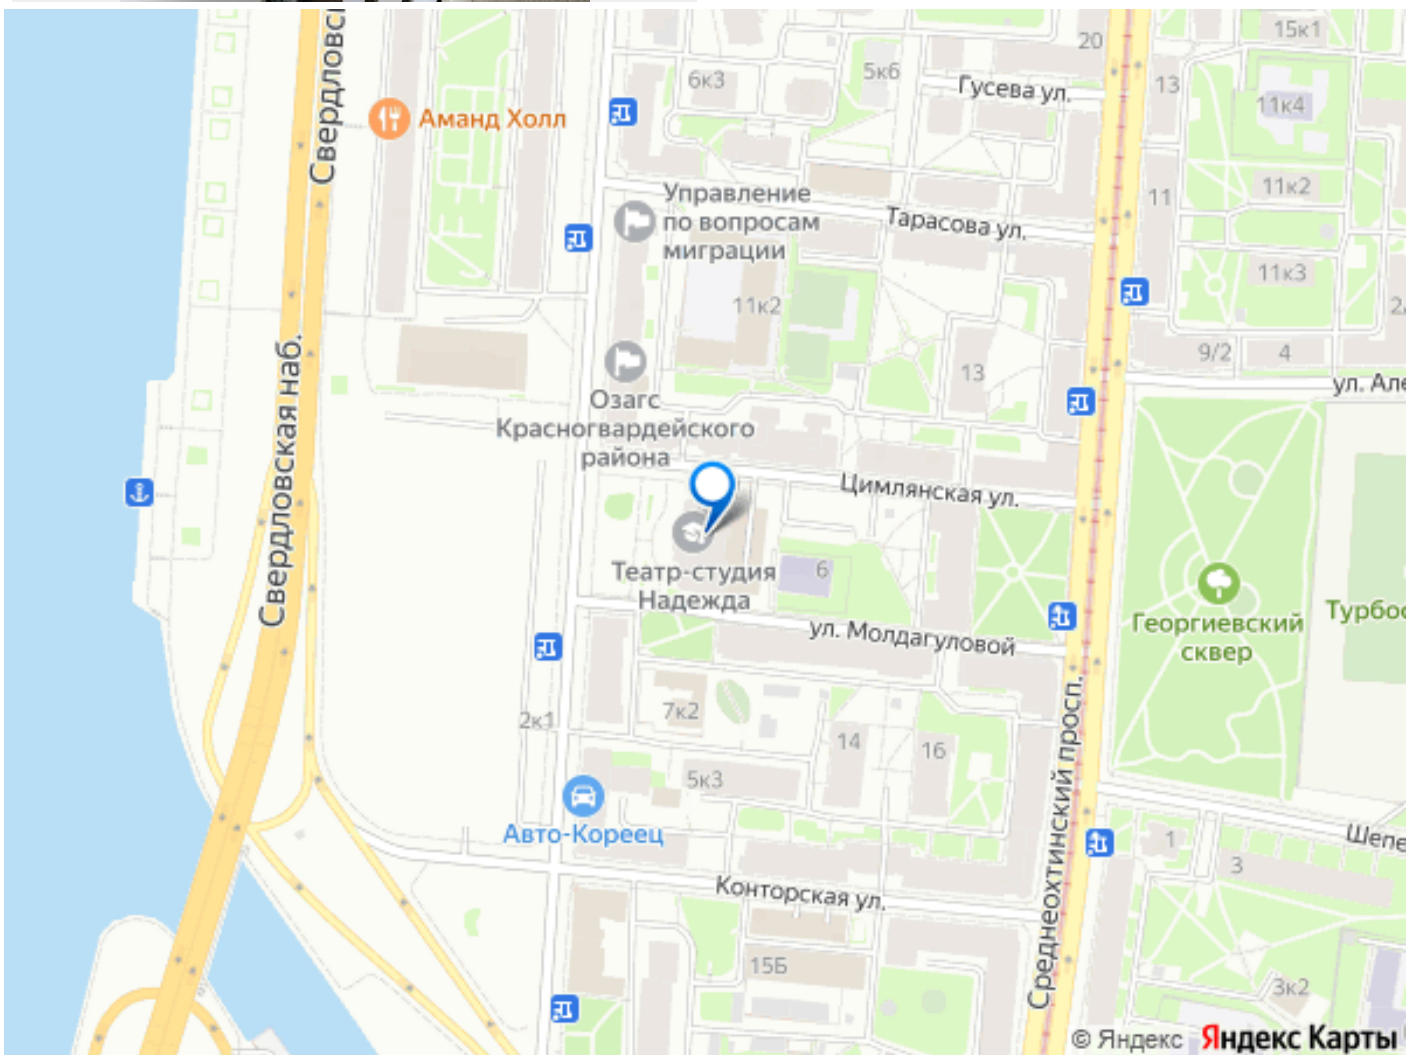 Свердловс
Аманд Холл
6к3
5к6
20
Гусева ул.
13
15к1
11к4
Управление
по вопросам
миграции
Тарасова ул.
11
11к2
11к3
11к2
Свердловская наб.
13
9/2
4
2
ул. Але
Озагс
Красногвардейского
района
Цимлянская ул.
Театр-студия
Надежда
6
ул. Молдагуловой
Георгиевский
сквер
Турбос
2к1
7к2
14
16
5к3
Авто-Кореец
Среднеохтинский просп.
1
3
Шепе
Конторская ул.
15Б
3к2
© Яндекс Яндекс Карты